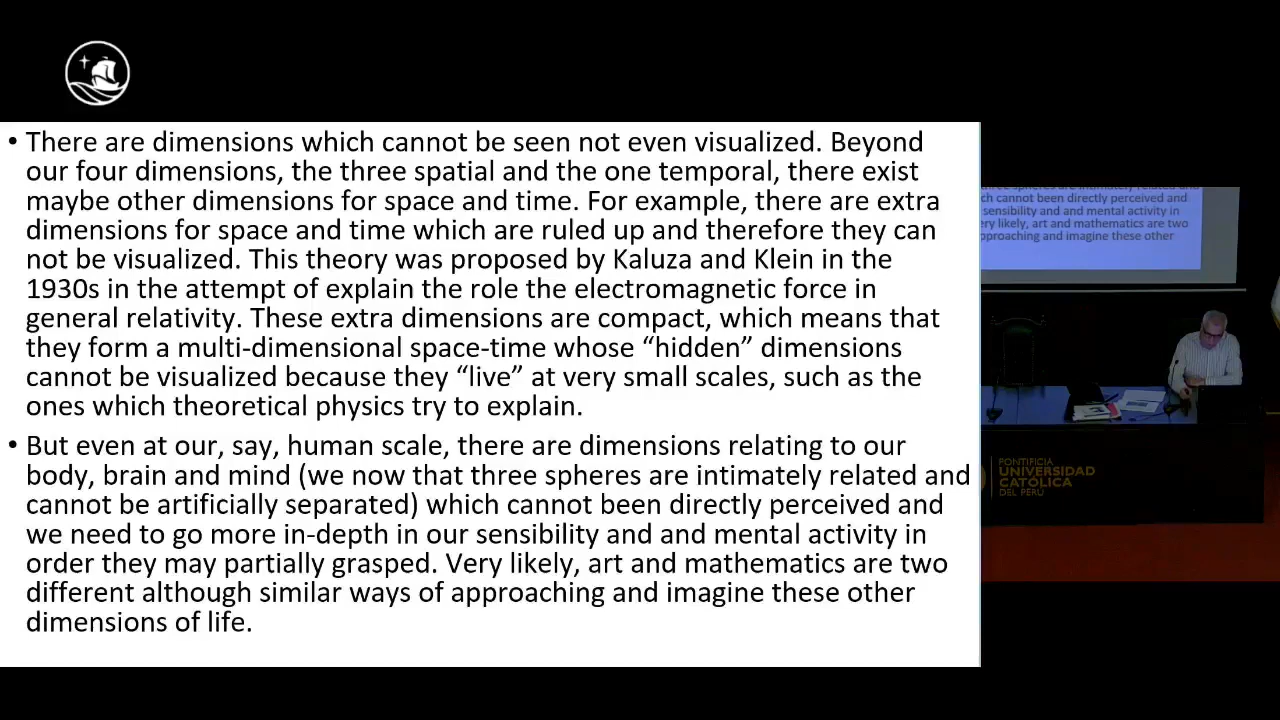 • There are dimensions which cannot be seen not even visualized. Beyond
our four dimensions, the three spatial and the one temporal, there exist
maybe other dimensions for space and time. For example, there are extra
dimensions for space and time which are ruled up and therefore they can
not be visualized. This theory was proposed by Kaluza and Klein in the
1930s in the attempt of explain the role the electromagnetic force in
general relativity. These extra dimensions are compact, which means that
they form a multi-dimensional space-time whose “hidden” dimensions
cannot be visualized because they “live” at very small scales, such as the
ones which theoretical physics try to explain.
• But even at our, say, human scale, there are dimensions relating to our
body, brain and mind (we now that three spheres are intimately related and
cannot be artificially separated) which cannot been directly perceived and
we need to go more in-depth in our sensibility and and mental activity in
order they may partially grasped. Very likely, art and mathematics are two
different although similar ways of approaching and imagine these other
dimensions of life.
three spheres are intimately related and
ch cannot been directly perceived and
sensibility and and mental activity in
ery likely, art and mathematics are two
pproaching and imagine these other
PONTIFICIA
UNIVERSIDAD
CATÓLICA
DEL PERÚ